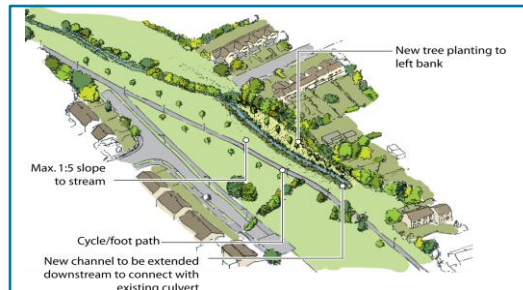 New tree planting to
left bank
Max. 1:5 slope
to stream
Cycle/foot path
New channel to be extended
downstream to connect with
existing culvert